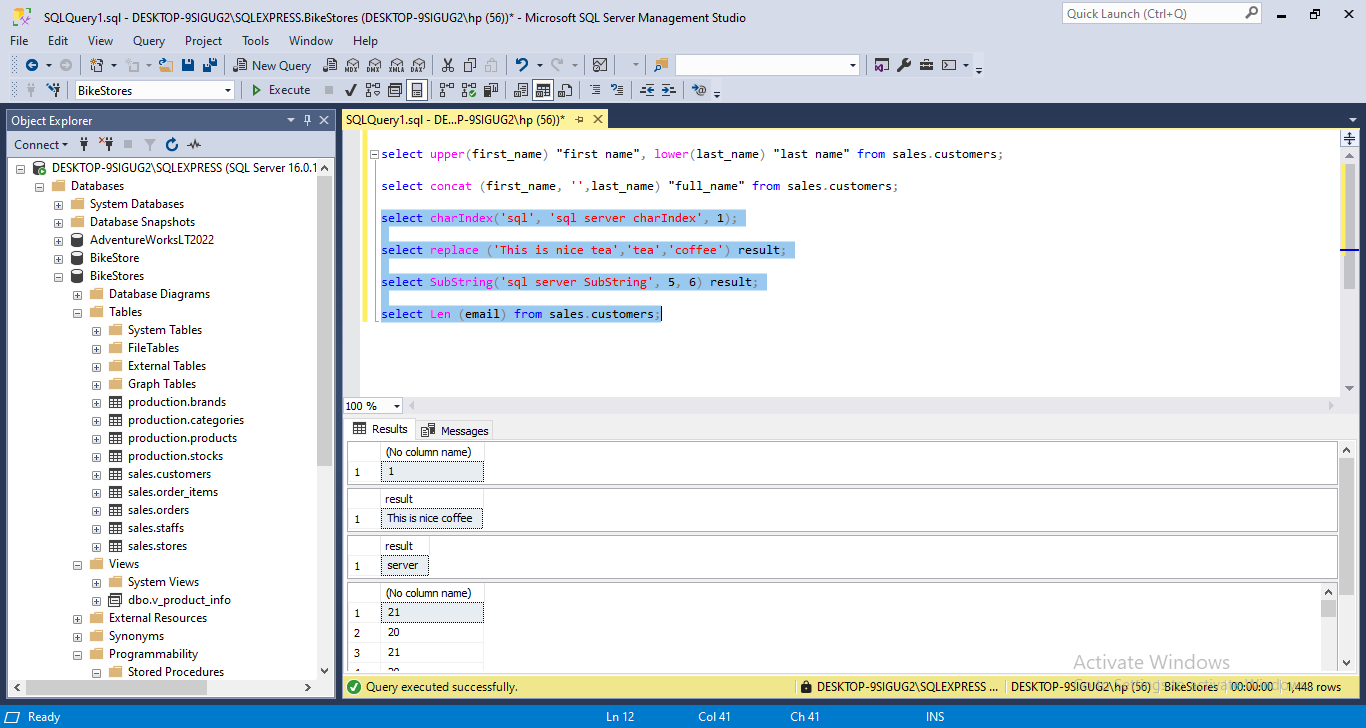 SQLQuery1.sql - DESKTOP-9SIGUG2\SQLEXPRESS.BikeStores (DESKTOP-9SIGUG2\hp (56))* - Microsoft SQL Server Management Studio
Quick Launch (Ctrl+Q)
File Edit View Query Project Tools Window Help
New Query MDX DMX XMLA DAX
BikeStores Execute
Object Explorer
Connect
DESKTOP-9SIGUG2\SQLEXPRESS (SQL Server 16.0.1
Databases
System Databases
Database Snapshots
AdventureWorksLT2022
BikeStore
BikeStores
Database Diagrams
Tables
System Tables
FileTables
External Tables
Graph Tables
production.brands
production.categories
production.products
production.stocks
sales.customers
sales.order_items
sales.orders
sales.staffs
sales.stores
Views
System Views
dbo.v_product_info
External Resources
Synonyms
Programmability
Stored Procedures
SQLQuery1.sql - DE...P-9SIGUG2\hp (56))*
select upper(first_name) "first name", lower(last_name) "last name" from sales.customers;
select concat (first_name, '',last_name) "full_name" from sales.customers;
select charIndex('sql', 'sql server charIndex', 1);
select replace ('This is nice tea','tea','coffee') result;
select SubString('sql server SubString', 5, 6) result;
select Len (email) from sales.customers;
100 %
Results Messages
(No column name)
1 1
result
1 This is nice coffee
result
1 server
(No column name)
1 21
2 20
3 21
Activate Windows
Go to Settings to activate Windows.
Query executed successfully.
DESKTOP-9SIGUG2\SQLEXPRESS ... DESKTOP-9SIGUG2\hp (56) BikeStores 00:00:00 1,448 rows
Ready Ln 12 Col 41 Ch 41 INS